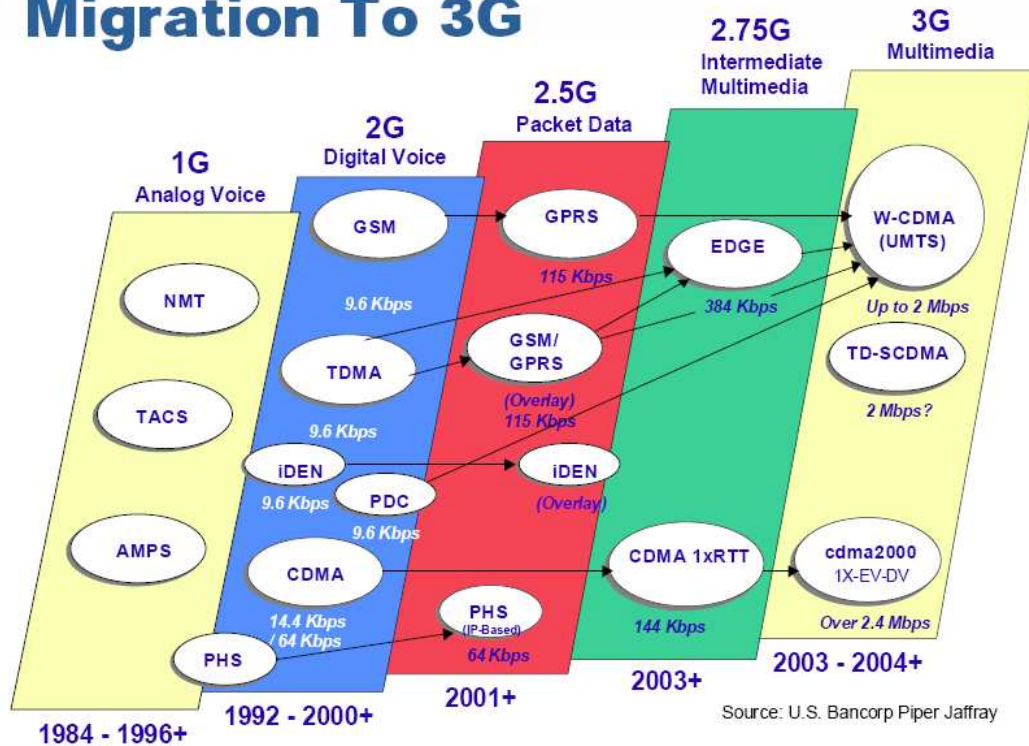 Migration To 3G
1G
Analog Voice
NMT
TACS
AMPS
1984 - 1996+
2G
Digital Voice
GSM
9.6 Kbps
TDMA
9.6 Kbps
iDEN
9.6 Kbps
PDC
9.6 Kbps
CDMA
14.4 Kbps
/ 64 Kbps
PHS
1992 - 2000+
2.5G
Packet Data
GPRS
115 Kbps
GSM/
GPRS
(Overlay)
115 Kbps
iDEN
(Overlay)
PHS
(IP-Based)
64 Kbps
2001+
2.75G
Intermediate
Multimedia
EDGE
384 Kbps
CDMA 1xRTT
144 Kbps
2003+
3G
Multimedia
W-CDMA
(UMTS)
Up to 2 Mbps
TD-SCDMA
2 Mbps?
cdma2000
1X-EV-DV
Over 2.4 Mbps
2003 - 2004+
Source: U.S. Bancorp Piper Jaffray